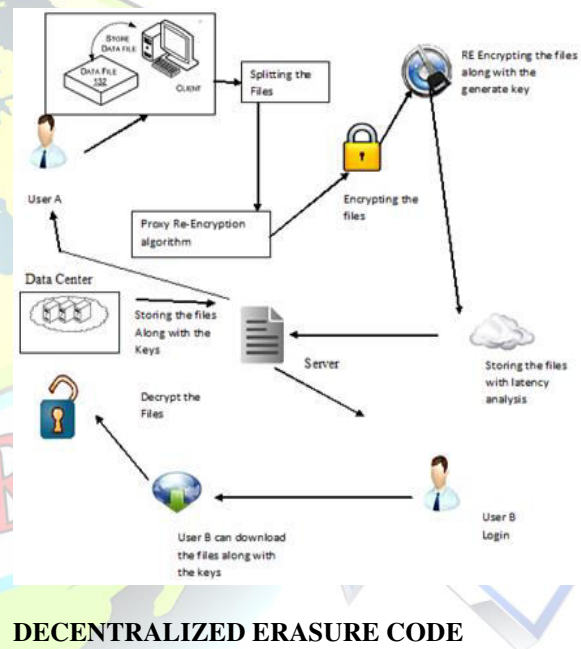 STORE
DATA FILE
DATA FILE
132
CLIENT
Splitting the
Files
RE Encrypting the files
along with the
generate key
User A
Encrypting the
files
Proxy Re-Encryption
algorithm
Data Center
Storing the files
Along with the
Keys
Server
Storing the files
with latency
analysis
Decrypt the
Files
User B
Login
User B can download
the files along with
the keys
DECENTRALIZED ERASURE CODE